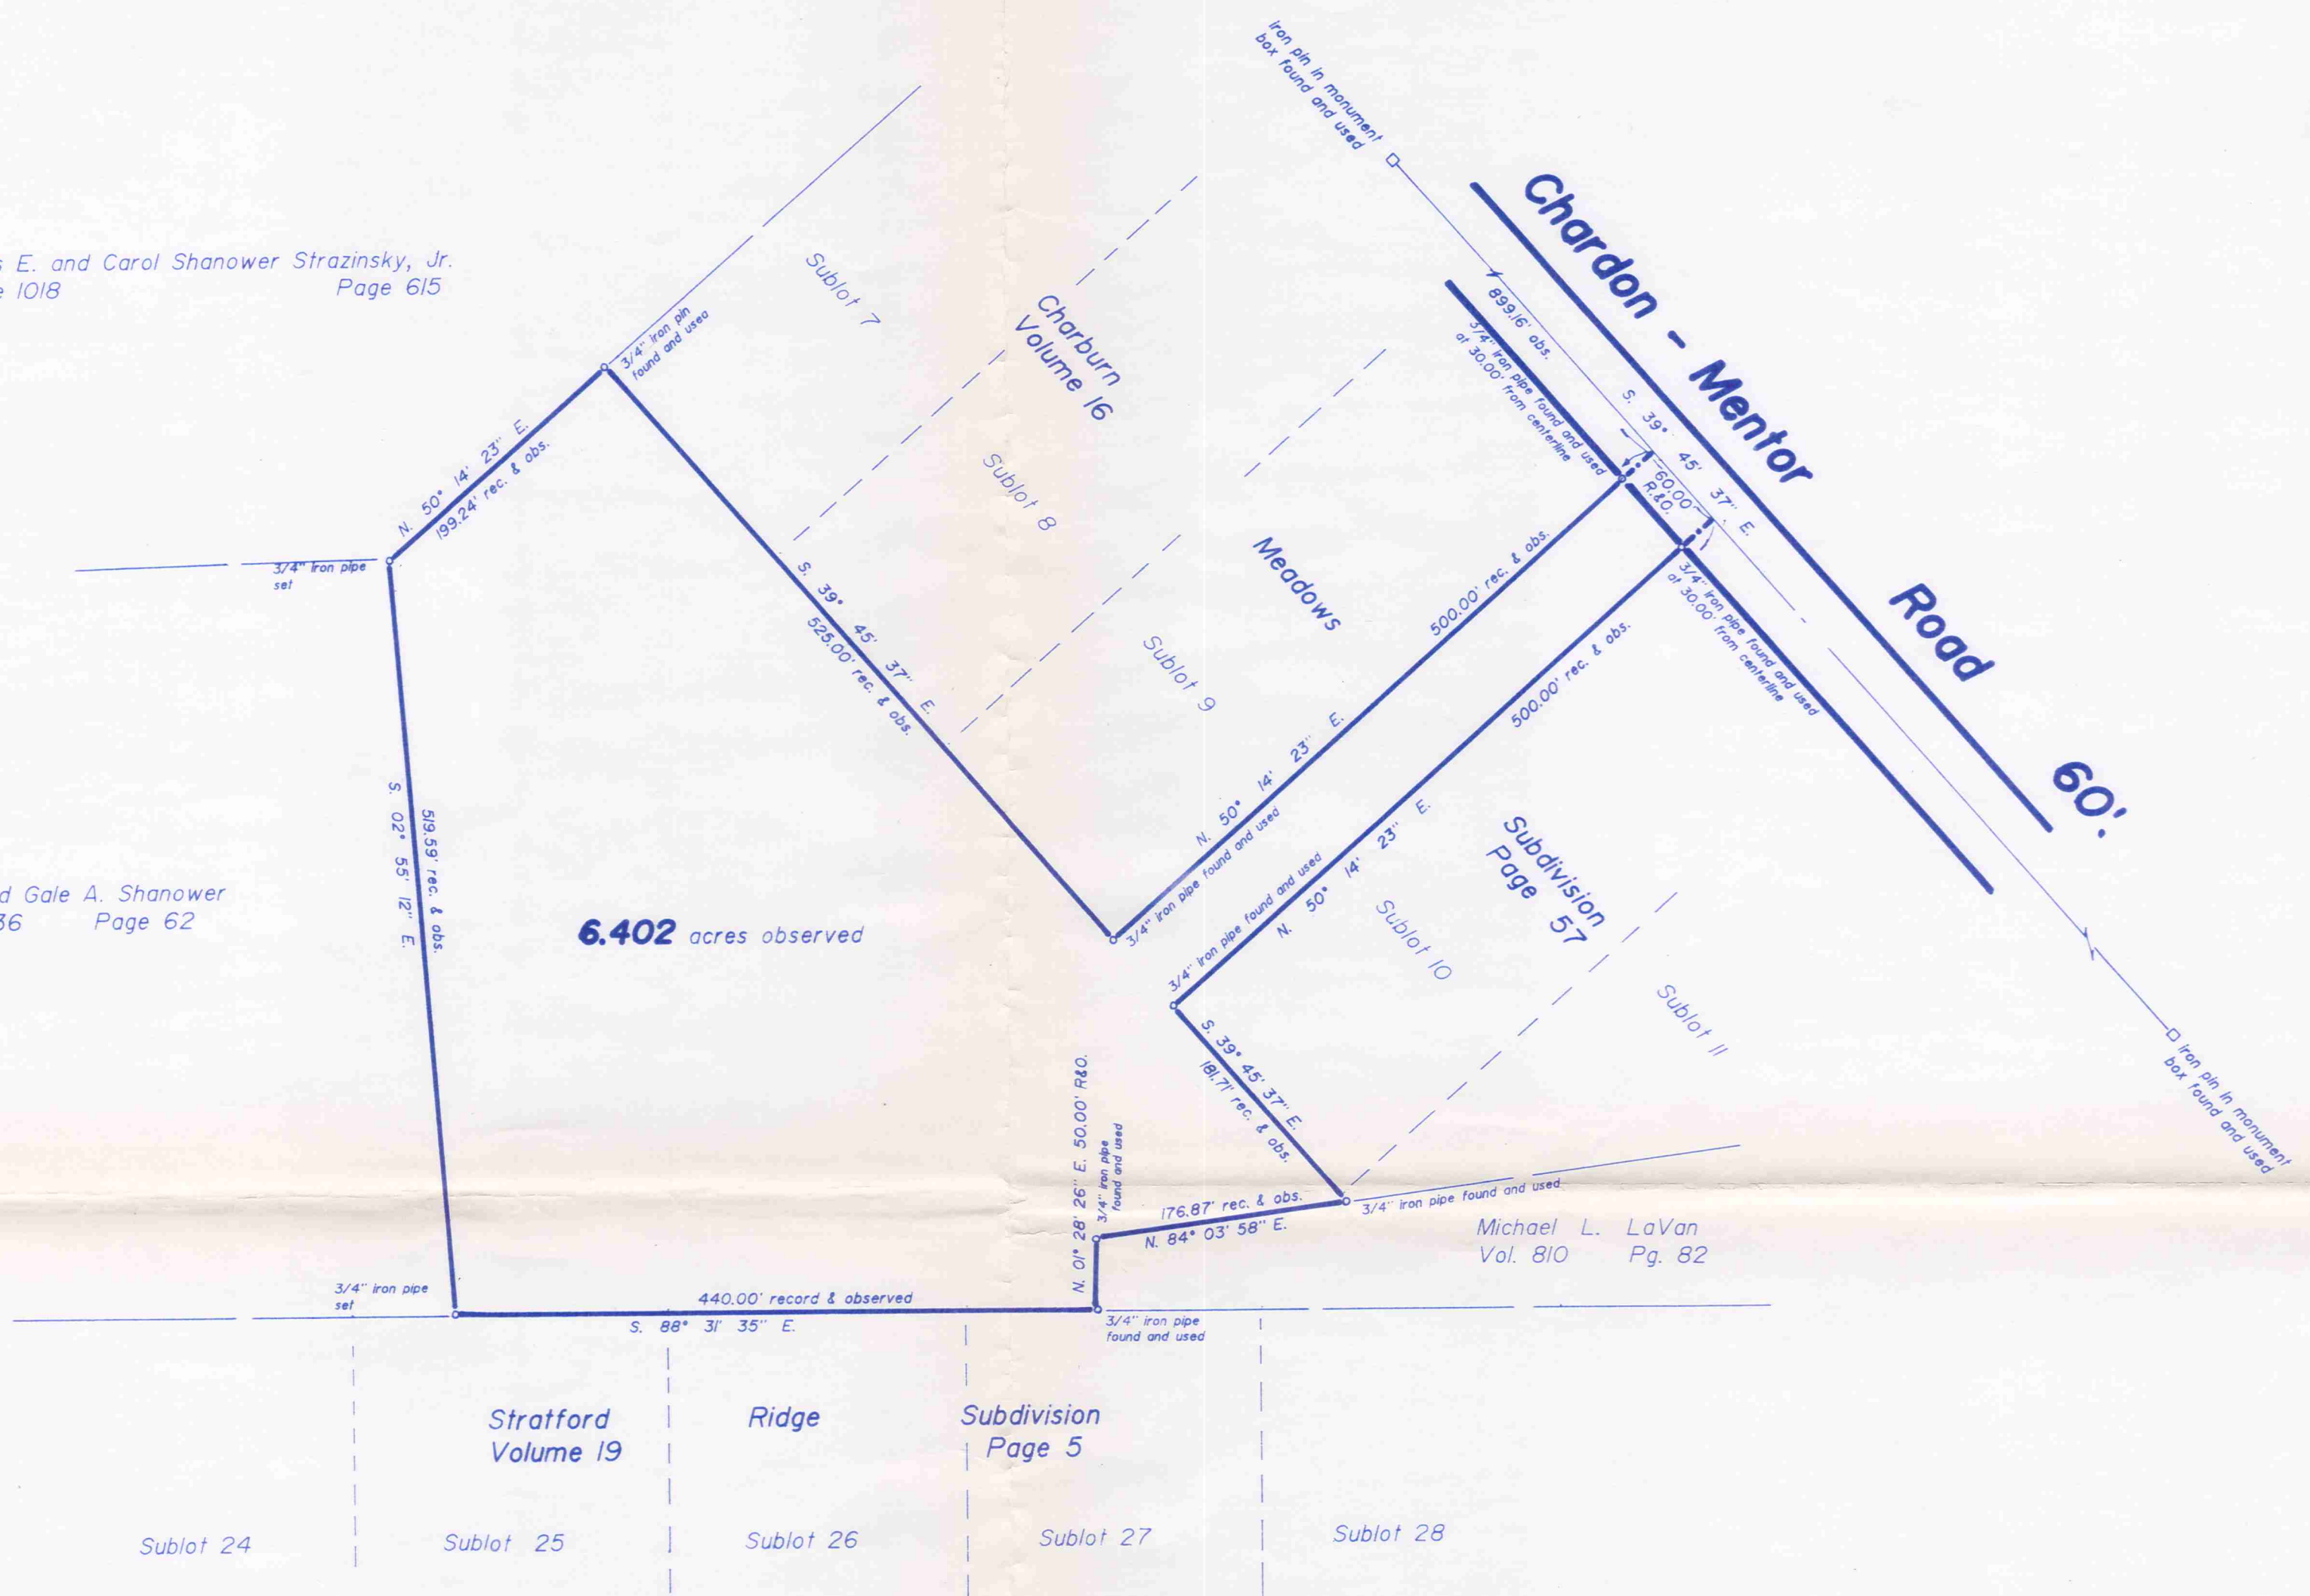 Iron pin in monument
box found and used
E. and Carol Shanower Strazinsky, Jr.
1018 Page 615
3/4" iron pin
found and used
Sublot 7
Charburn
Volume 16
Chardon - Mentor
Road
60'.
899.16' obs.
S. 39° 45' 37" E.
3/4" iron pipe found and used
at 30.00' from centerline
60.00'
R.&O.
N. 50° 14' 23" E.
199.24' rec. & obs.
Sublot 8
3/4" iron pipe
set
S. 39° 45' 37" E.
525.00' rec. & obs.
Meadows
Sublot 9
500.00' rec. & obs.
N. 50° 14' 23" E.
3/4" iron pipe found and used
3/4" iron pipe found and used
at 30.00' from centerline
500.00' rec. & obs.
N. 50° 14' 23" E.
3/4" iron pipe found and used
519.59' rec. & obs.
S. 02° 55' 12" E.
Gale A. Shanower
36 Page 62
6.402 acres observed
Subdivision
Page 57
Sublot 10
Sublot 11
S. 39° 45' 37" E.
181.71' rec. & obs.
Iron pin in monument
box found and used
N. 01° 28' 26" E. 50.00' R&O.
3/4" iron pipe
found and used
176.87' rec. & obs.
N. 84° 03' 58" E.
3/4" iron pipe found and used
Michael L. LaVan
Vol. 810 Pg. 82
3/4" iron pipe
set
440.00' record & observed
S. 88° 31' 35" E.
3/4" iron pipe
found and used
Stratford Ridge Subdivision
Volume 19 Page 5
Sublot 24 Sublot 25 Sublot 26 Sublot 27 Sublot 28